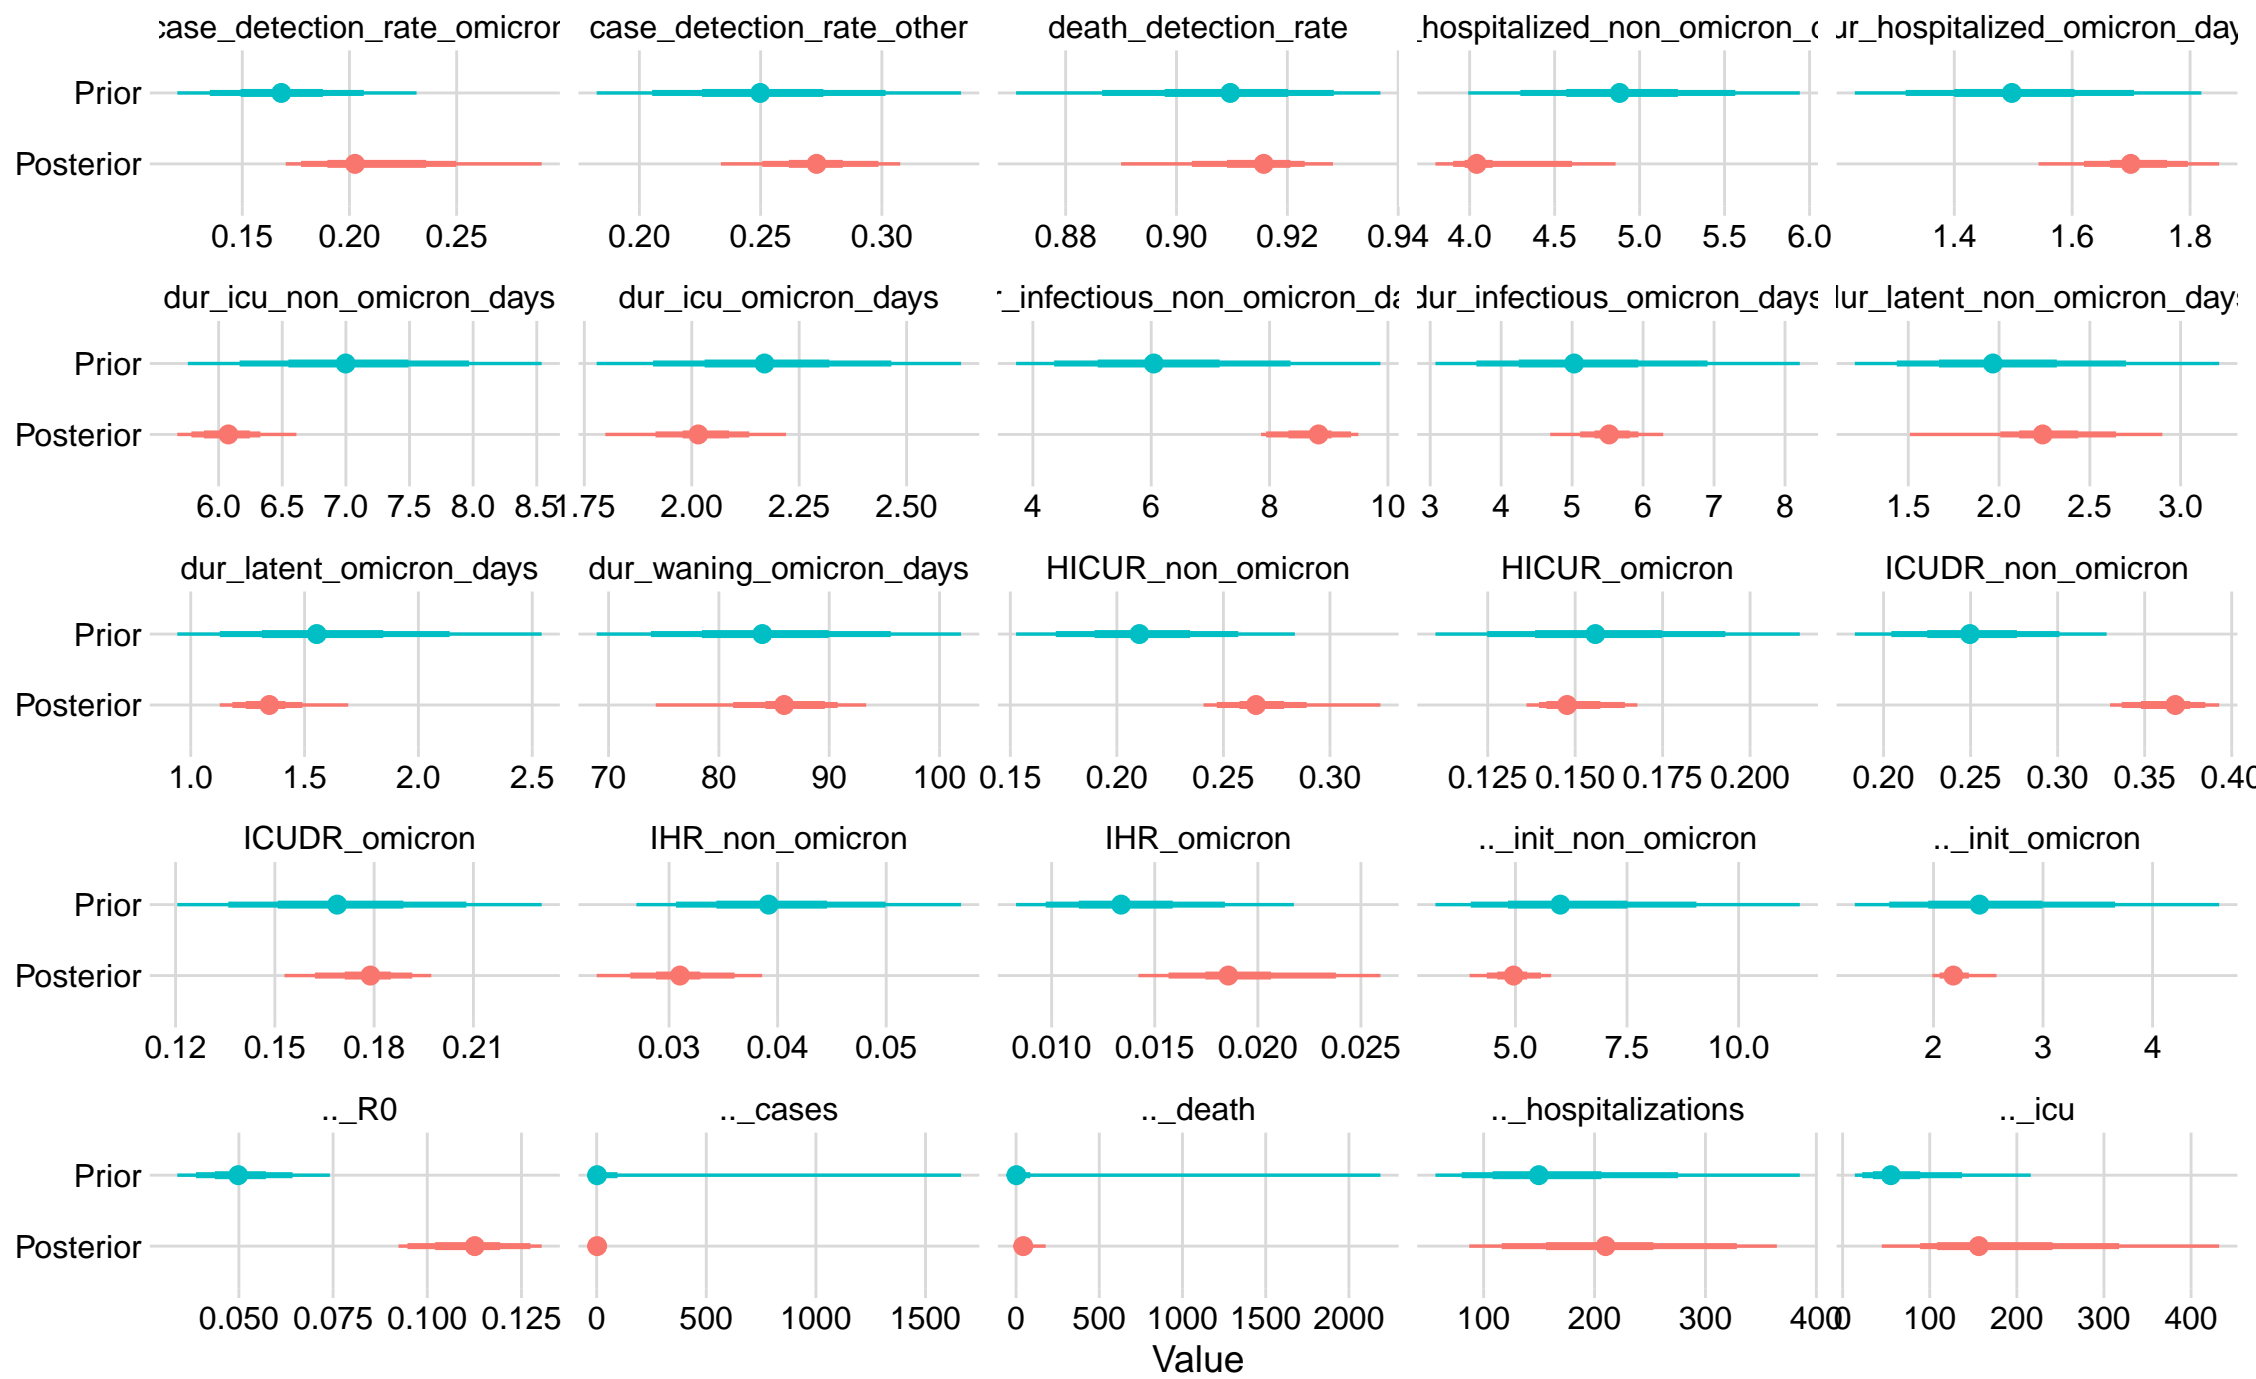 case_detection_rate_omicron case_detection_rate_other death_detection_rate _hospitalized_non_omicron_ ur_hospitalized_omicron_day
Prior
Posterior
0.15 0.20 0.25 0.20 0.25 0.30 0.88 0.90 0.92 0.94 4.0 4.5 5.0 5.5 6.0 1.4 1.6 1.8
dur_icu_non_omicron_days dur_icu_omicron_days r_infectious_non_omicron_da dur_infectious_omicron_days dur_latent_non_omicron_days
Prior
Posterior
6.0 6.5 7.0 7.5 8.0 8.5 1.75 2.00 2.25 2.50 4 6 8 10 3 4 5 6 7 8 1.5 2.0 2.5 3.0
dur_latent_omicron_days dur_waning_omicron_days HICUR_non_omicron HICUR_omicron ICUDR_non_omicron
Prior
Posterior
1.0 1.5 2.0 2.5 70 80 90 100 0.15 0.20 0.25 0.30 0.125 0.150 0.175 0.200 0.20 0.25 0.30 0.35 0.40
ICUDR_omicron IHR_non_omicron IHR_omicron .._init_non_omicron .._init_omicron
Prior
Posterior
0.12 0.15 0.18 0.21 0.03 0.04 0.05 0.010 0.015 0.020 0.025 5.0 7.5 10.0 2 3 4
.._R0 .._cases .._death .._hospitalizations .._icu
Prior
Posterior
0.050 0.075 0.100 0.125 0 500 1000 1500 0 500 1000 1500 2000 100 200 300 400 0 100 200 300 400
Value